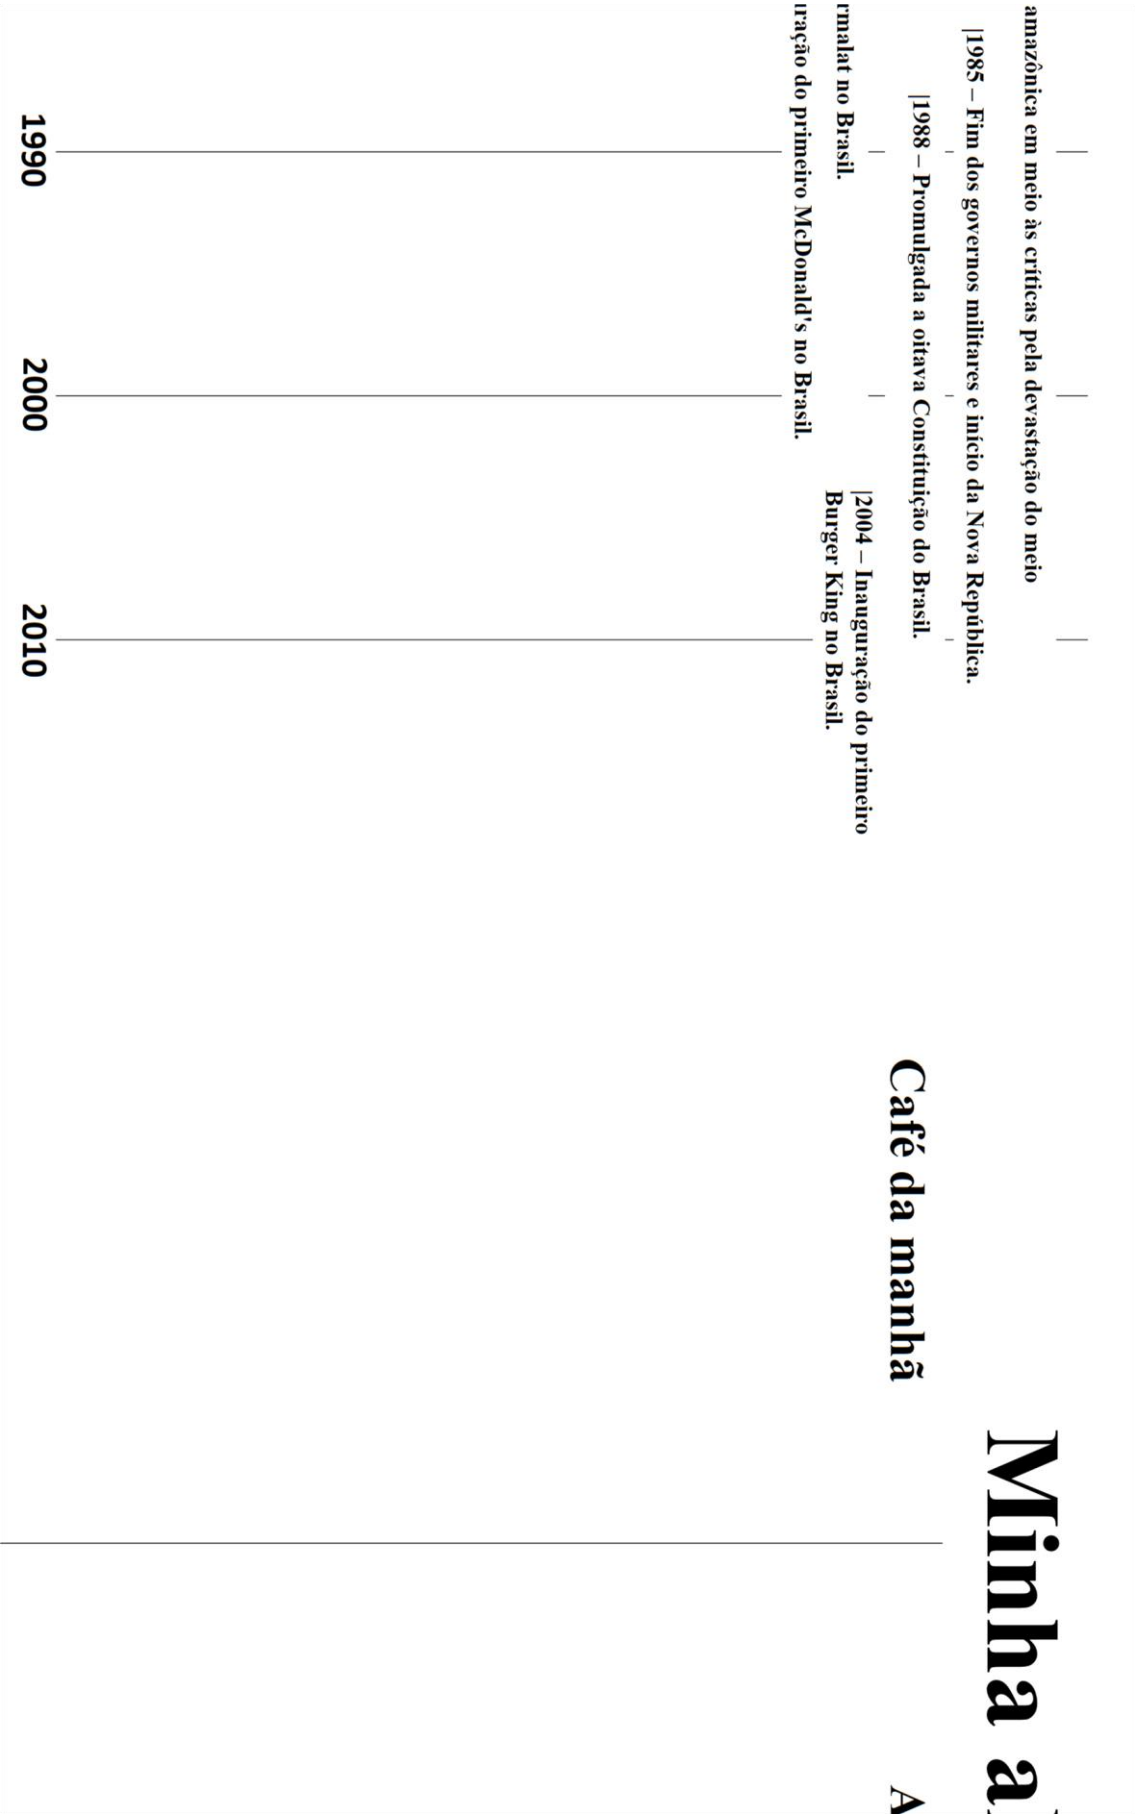 amazônica em meio às críticas pela devastação do meio
|1985 – Fim dos governos militares e início da Nova República.
|1988 – Promulgada a oitava Constituição do Brasil.
|2004 – Inauguração do primeiro
Burger King no Brasil.
no Brasil.
do primeiro McDonald's no Brasil.
1990
2000
2010
Minha
Café da manhã